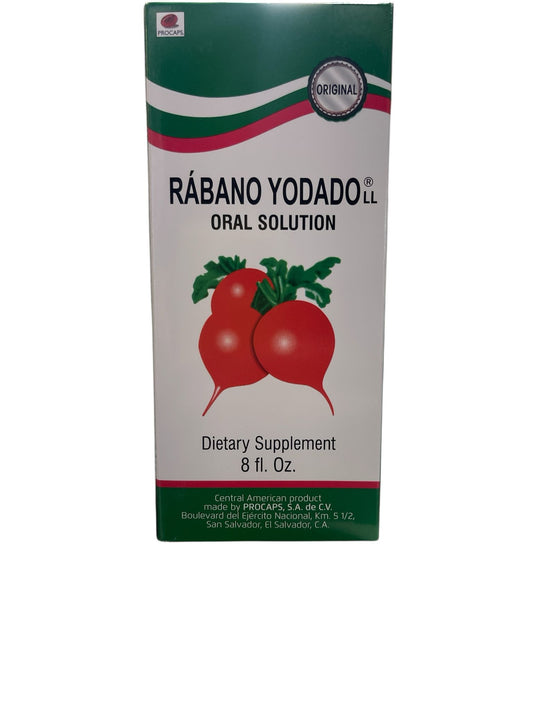 PROCAPS
ORIGINAL
RÁBANO YODADO® LL
ORAL SOLUTION
Dietary Supplement
8 fl. Oz.
Central American product
made by PROCAPS, S.A. de C.V.
Boulevard del Ejército Nacional, Km. 5 1/2,
San Salvador, El Salvador, C.A.